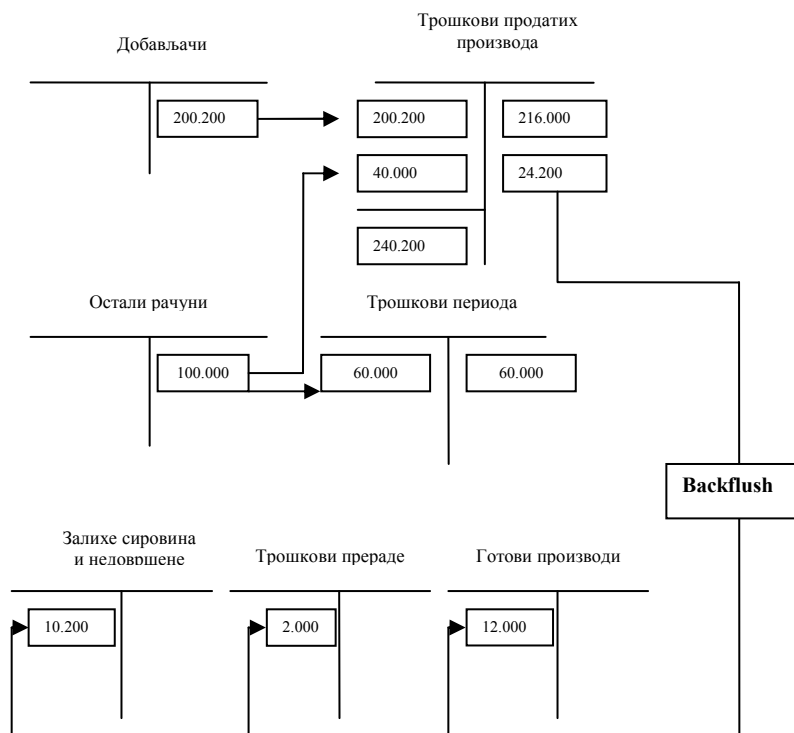 Добављачи
Трошкови продатих
производа
200.200
200.200
216.000
40.000
24.200
240.200
Остали рачуни
Трошкови периода
100.000
60.000
60.000
Backflush
Залихе сировина
и недовршене
Трошкови прераде
Готови производи
10.200
2.000
12.000